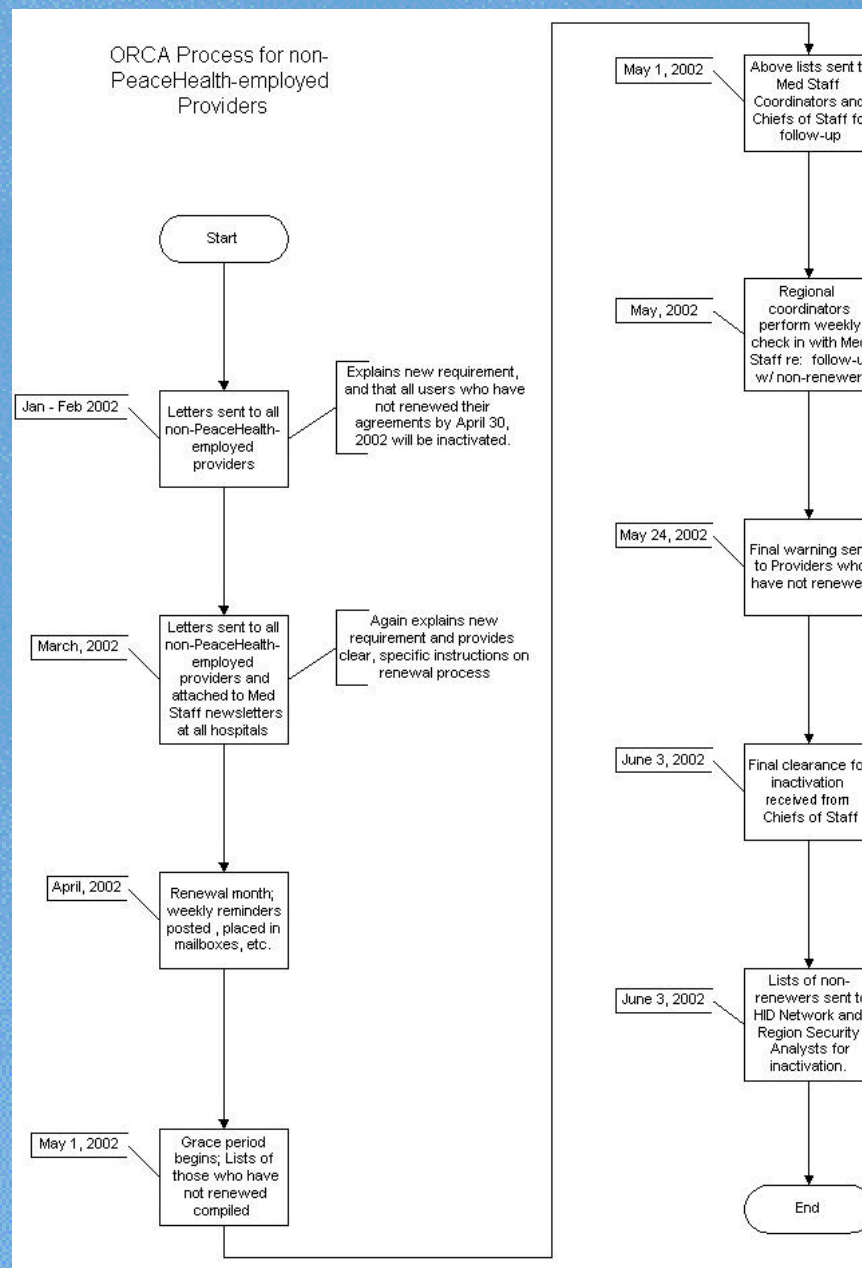 ORCA Process for non-
PeaceHealth-employed
Providers
Start
Jan - Feb 2002
Letters sent to all
non-PeaceHealth-
employed
providers
Explains new requirement,
and that all users who have
not renewed their
agreements by April 30,
2002 will be inactivated.
March, 2002
Letters sent to all
non-PeaceHealth-
employed
providers and
attached to Med
Staff newsletters
at all hospitals
Again explains new
requirement and provides
clear, specific instructions on
renewal process
April, 2002
Renewal month;
weekly reminders
posted , placed in
mailboxes, etc.
May 1, 2002
Grace period
begins; Lists of
those who have
not renewed
compiled
May 1, 2002
Above lists sent t
Med Staff
Coordinators and
Chiefs of Staff fo
follow-up
May, 2002
Regional
coordinators
perform weekly
check in with Med
Staff re: follow-u
w/ non-renewer
May 24, 2002
Final warning sen
to Providers who
have not renewe
June 3, 2002
Final clearance fo
inactivation
received from
Chiefs of Staff
June 3, 2002
Lists of non-
renewers sent to
HID Network and
Region Security
Analysts for
inactivation.
End